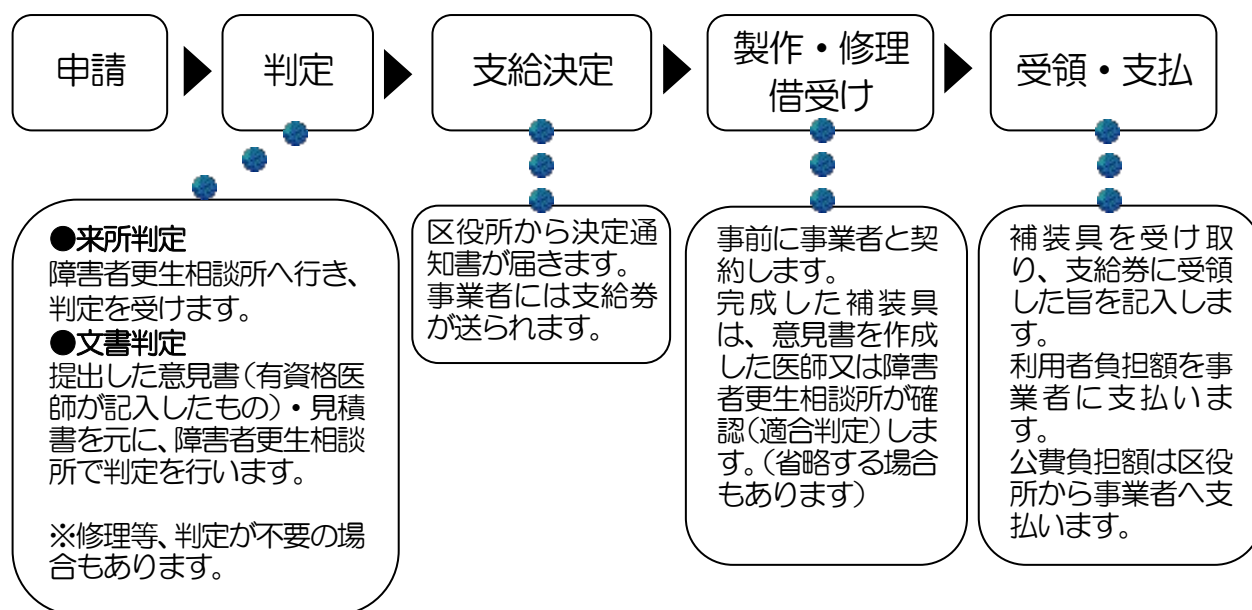 申請
判定
支給決定
製作・修理
借受け
受領・支払
●来所判定
障害者更生相談所へ行き、
判定を受けます。
●文書判定
提出した意見書(有資格医
師が記入したもの)・見積
書を元に、障害者更生相談
所で判定を行います。
※修理等、判定が不要の場
合もあります。
区役所から決定通
知書が届きます。
事業者には支給券
が送られます。
事前に事業者と契
約します。
完成した補装具
は、意見書を作成
した医師又は障害
者更生相談所が確
認(適合判定)しま
す。(省略する場合
もあります)
補装具を受け取
り、支給券に受領
した旨を記入しま
す。
利用者負担額を事
業者に支払いま
す。
公費負担額は区役
所から事業者へ支
払います。